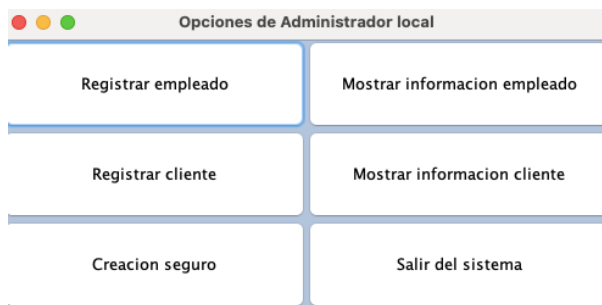 Opciones de Administrador local
Registrar empleado
Mostrar informacion empleado
Registrar cliente
Mostrar informacion cliente
Creacion seguro
Salir del sistema